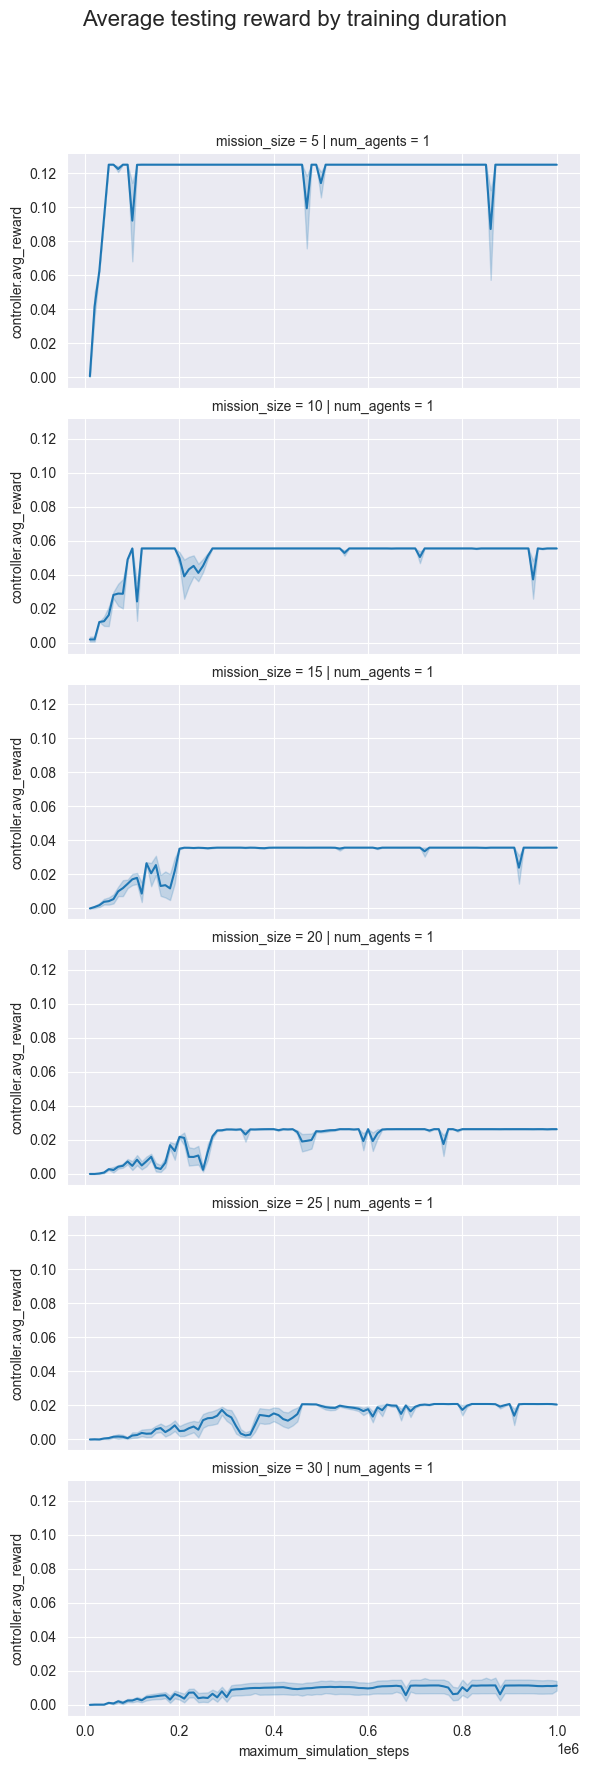 Average testing reward by training duration
mission_size = 5 | num_agents = 1
0.12
0.10
0.08
0.06
0.04
0.02
0.00
controller.avg_reward
mission_size = 10 | num_agents = 1
0.12
0.10
0.08
0.06
0.04
0.02
0.00
controller.avg_reward
mission_size = 15 | num_agents = 1
0.12
0.10
0.08
0.06
0.04
0.02
0.00
controller.avg_reward
mission_size = 20 | num_agents = 1
0.12
0.10
0.08
0.06
0.04
0.02
0.00
controller.avg_reward
mission_size = 25 | num_agents = 1
0.12
0.10
0.08
0.06
0.04
0.02
0.00
controller.avg_reward
mission_size = 30 | num_agents = 1
0.12
0.10
0.08
0.06
0.04
0.02
0.00
controller.avg_reward
0.0 0.2 0.4 0.6 0.8 1.0
1e6
maximum_simulation_steps